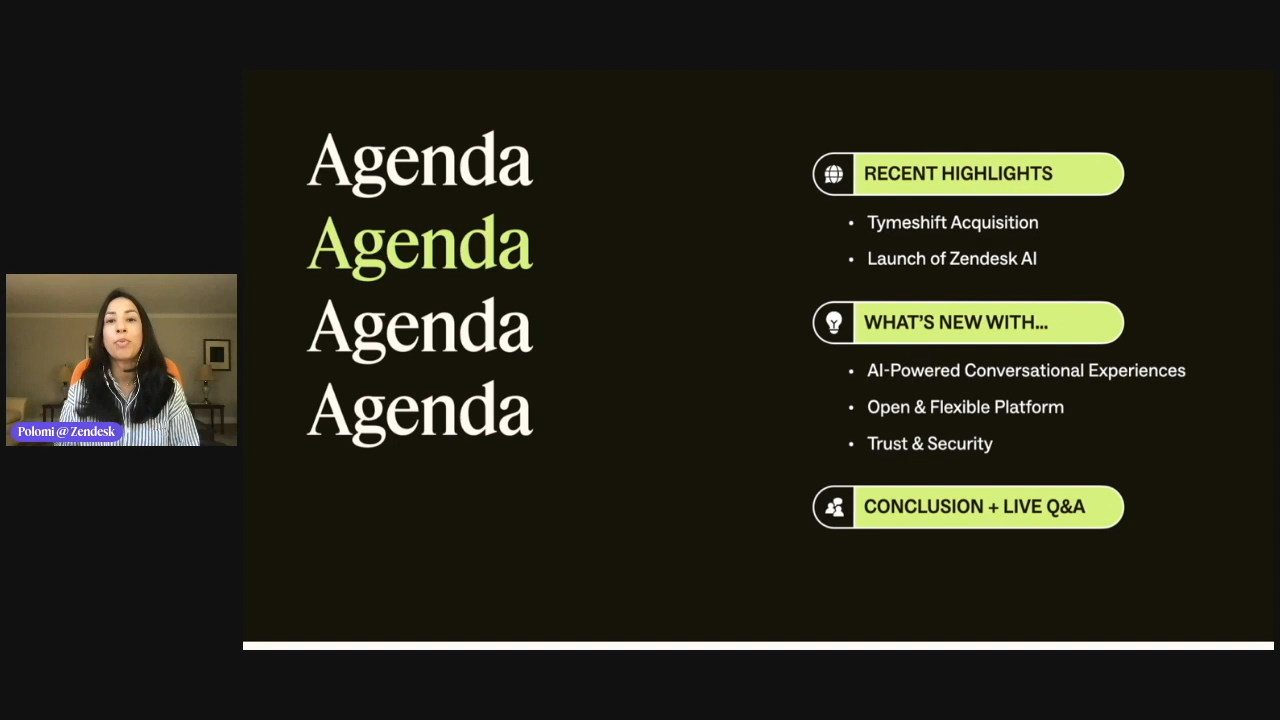 Agenda
Agenda
Agenda
Agenda
RECENT HIGHLIGHTS
• Tymeshift Acquisition
• Launch of Zendesk AI
WHAT'S NEW WITH...
• AI-Powered Conversational Experiences
• Open & Flexible Platform
• Trust & Security
CONCLUSION + LIVE Q&A
Polomi @ Zendesk